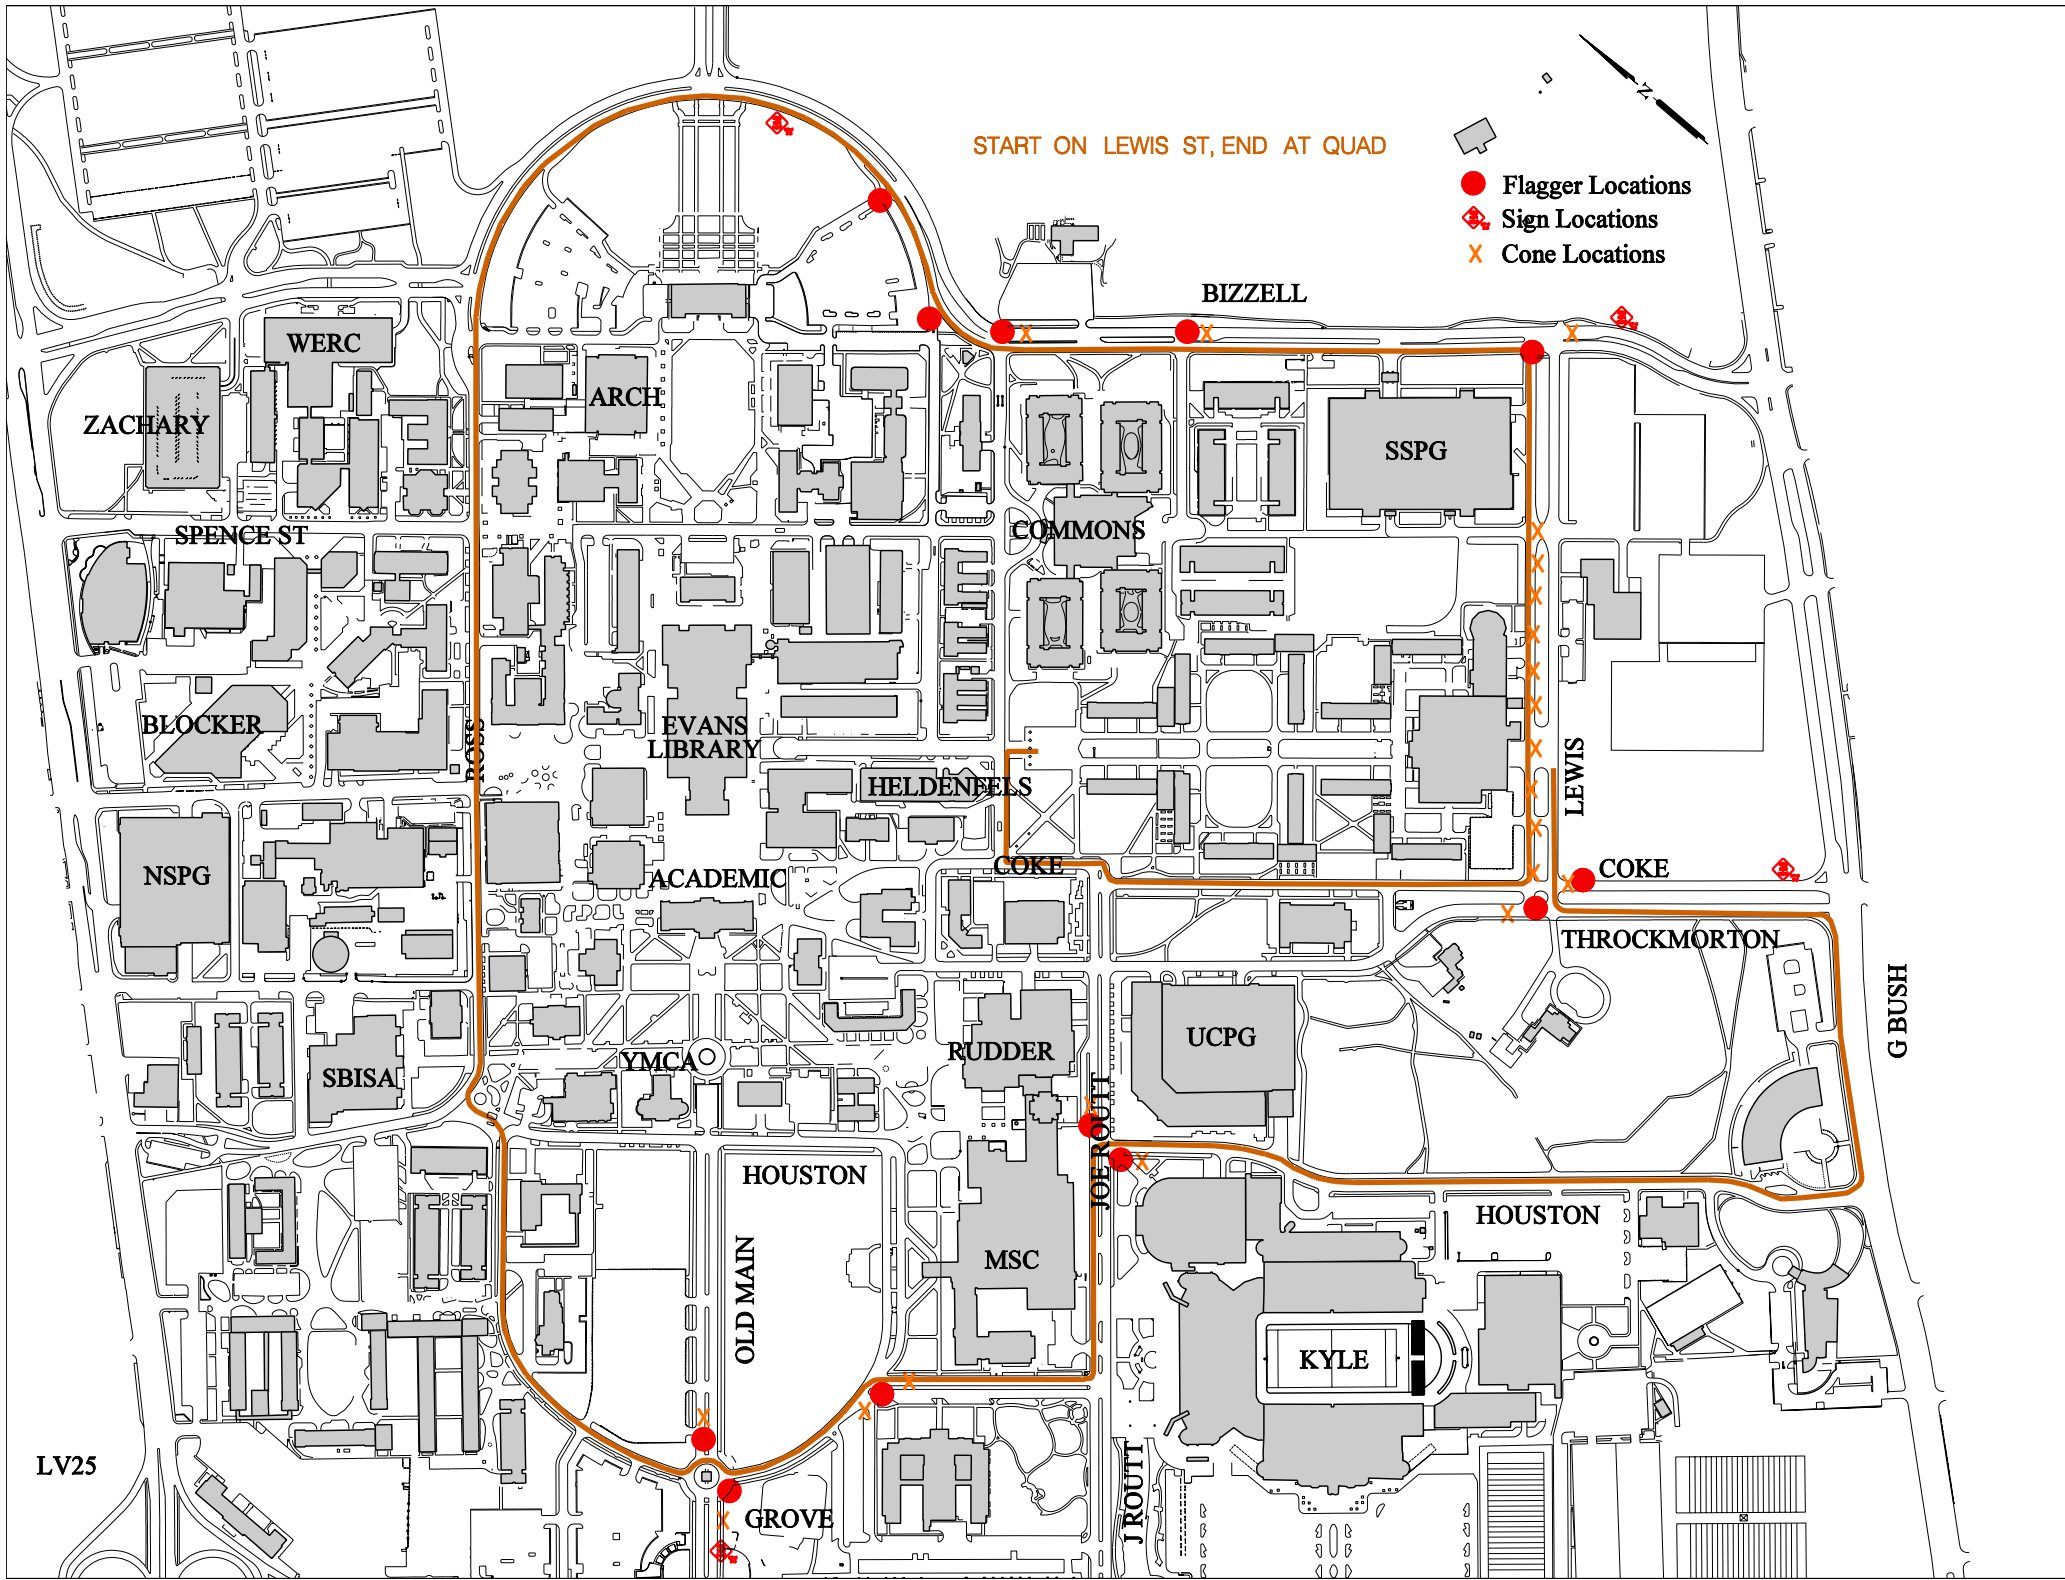 START ON LEWIS ST, END AT QUAD
N
Flagger Locations
Sign Locations
Cone Locations
BIZZELL
WERC
ARCH
ZACHARY
SSPG
SPENCE ST
COMMONS
BLOCKER
ROSS
EVANS
LIBRARY
HELDENFELS
LEWIS
NSPG
ACADEMIC
COKE
COKE
THROCKMORTON
G BUSH
UCPG
RUDDER
YMCA
SBISA
JOE ROUTT
HOUSTON
HOUSTON
MSC
OLD MAIN
KYLE
LV25
GROVE
J ROUTT